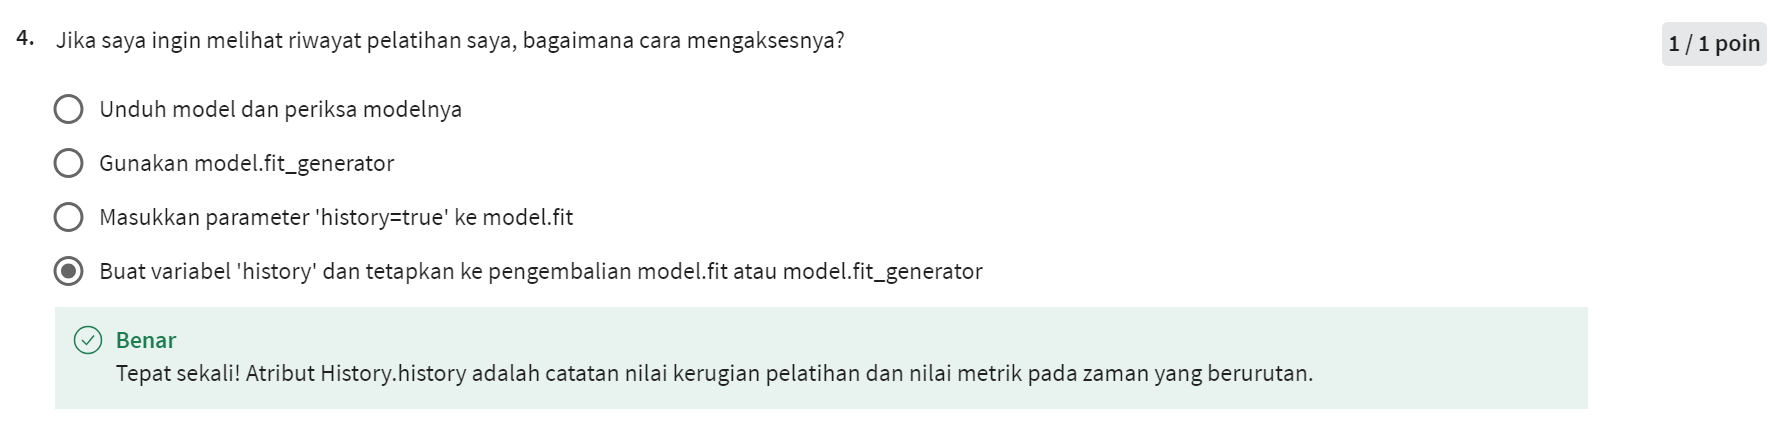 4. Jika saya ingin melihat riwayat pelatihan saya, bagaimana cara mengaksesnya?
1 / 1 poin
Unduh model dan periksa modelnya
Gunakan model.fit_generator
Masukkan parameter 'history=true' ke model.fit
Buat variabel 'history' dan tetapkan ke pengembalian model.fit atau model.fit_generator
Benar
Tepat sekali! Atribut History.history adalah catatan nilai kerugian pelatihan dan nilai metrik pada zaman yang berurutan.